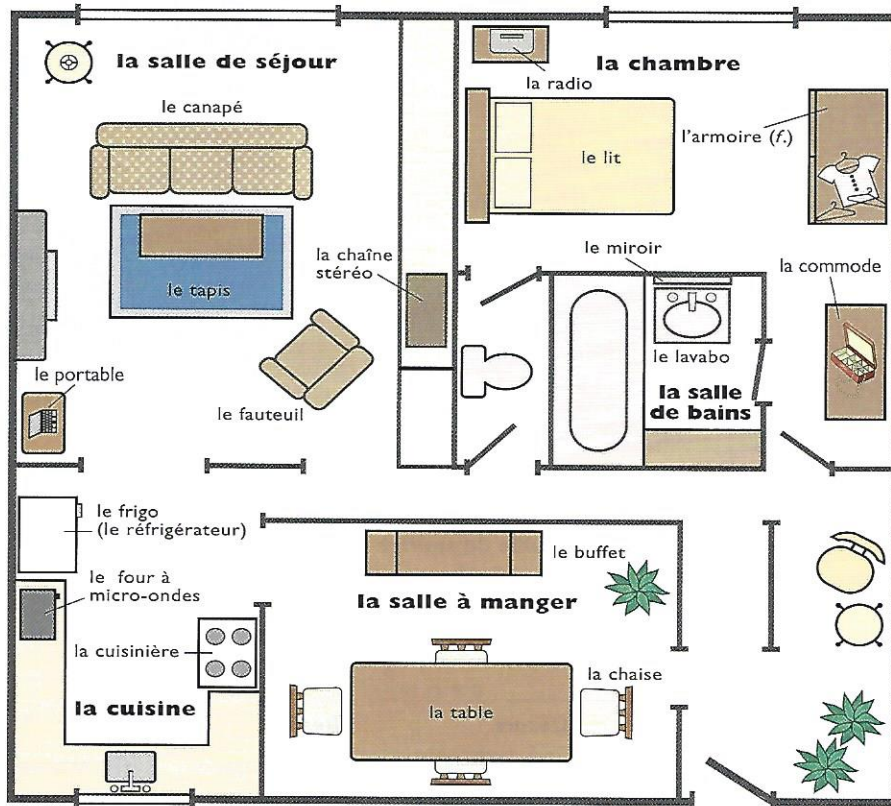 la salle de séjour
le canapé
le tapis
la chaîne
stéréo
le portable
le fauteuil
la chambre
la radio
le lit
l'armoire (f.)
le miroir
la commode
le lavabo
la salle
de bains
le frigo
(le réfrigérateur)
le four à
micro-ondes
la cuisinière
la cuisine
le buffet
la salle à manger
la chaise
la table